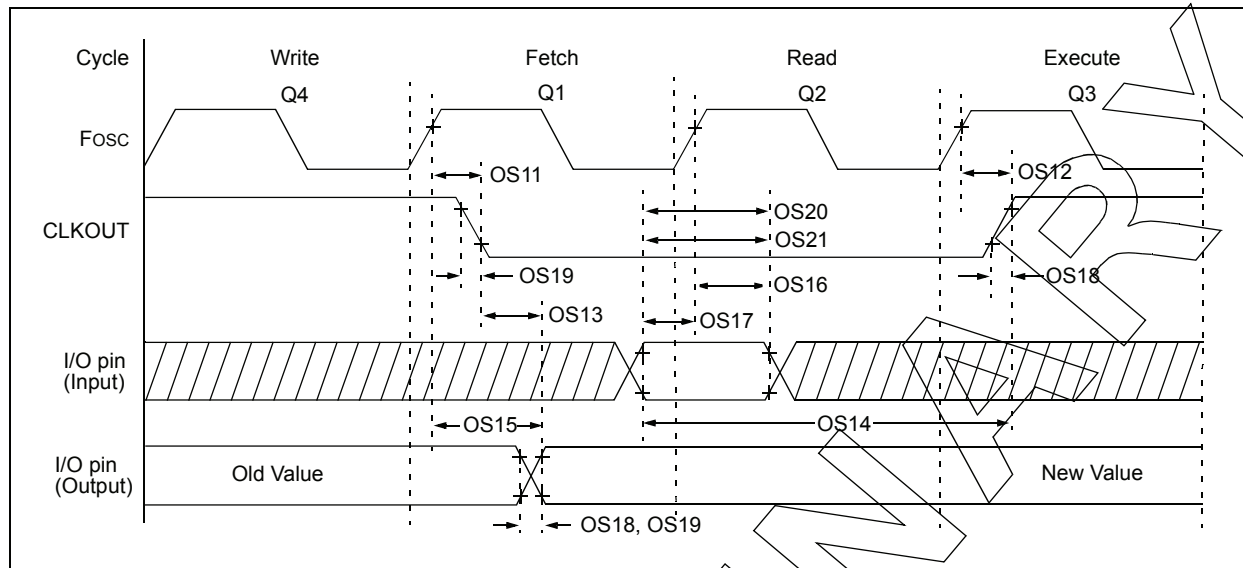 Cycle Write Fetch Read Execute
Q4 Q1 Q2 Q3
FOSC
OS11 OS12
OS20
CLKOUT
OS21
OS16
OS19 OS18
OS13 OS17
I/O pin
(Input)
OS15 OS14
I/O pin
(Output)
Old Value New Value
OS18, OS19
N A R Y